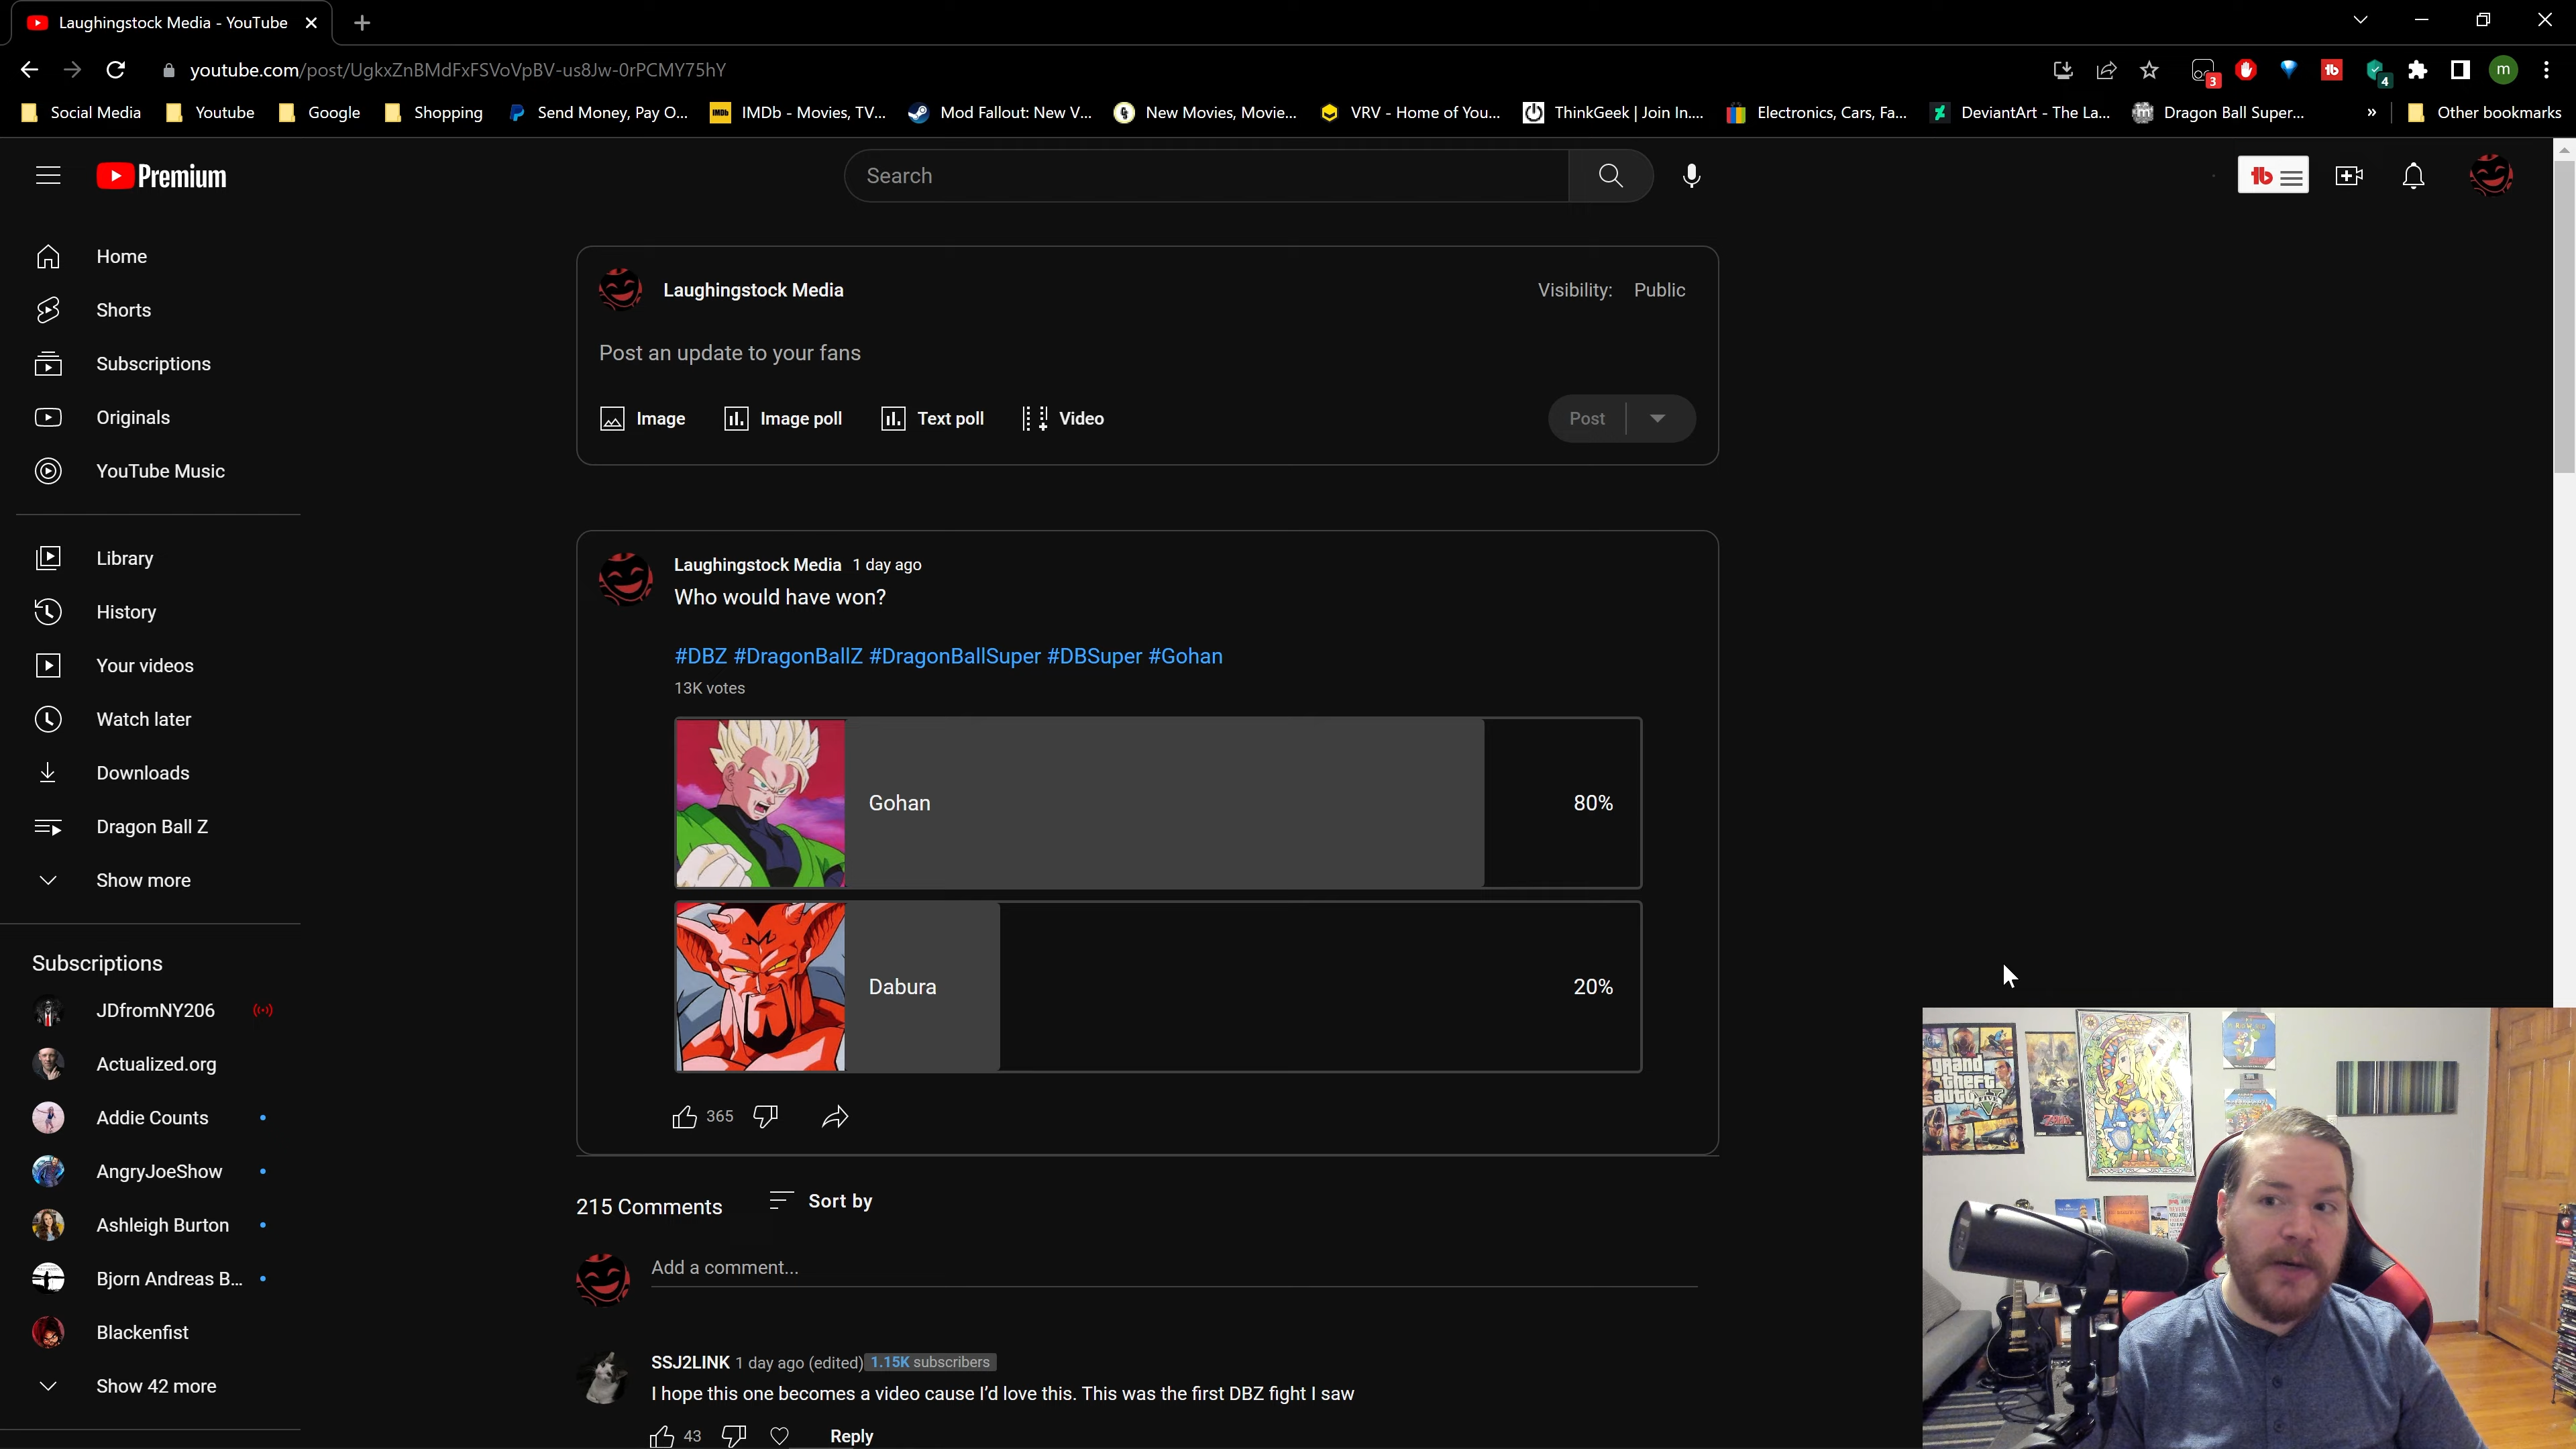 Laughingstock Media - YouTube
youtube.com/post/UgkxZnBMdFxFSVoVpBV-us8Jw-0rPCMY75hY
3
4
m
Social Media
Youtube
Google
Shopping
Send Money, Pay O...
IMDb - Movies, TV...
Mod Fallout: New V...
New Movies, Movie...
VRV - Home of You...
ThinkGeek | Join In....
Electronics, Cars, Fa...
DeviantArt - The La...
Dragon Ball Super...
»
Other bookmarks
Premium
Search
Home
Shorts
Subscriptions
Originals
YouTube Music
Library
History
Your videos
Watch later
Downloads
Dragon Ball Z
Show more
Subscriptions
JDfromNY206
Actualized.org
Addie Counts
AngryJoeShow
Ashleigh Burton
Bjorn Andreas B...
Blackenfist
Show 42 more
Laughingstock Media
Visibility: Public
Post an update to your fans
Image
Image poll
Text poll
Video
Post
Laughingstock Media 1 day ago
Who would have won?
#DBZ #DragonBallZ #DragonBallSuper #DBSuper #Gohan
13K votes
Gohan
80%
Dabura
20%
365
215 Comments
Sort by
Add a comment...
SSJ2LINK 1 day ago (edited) 1.15K subscribers
I hope this one becomes a video cause I'd love this. This was the first DBZ fight I saw
43
Reply
grand
theft
auto
V